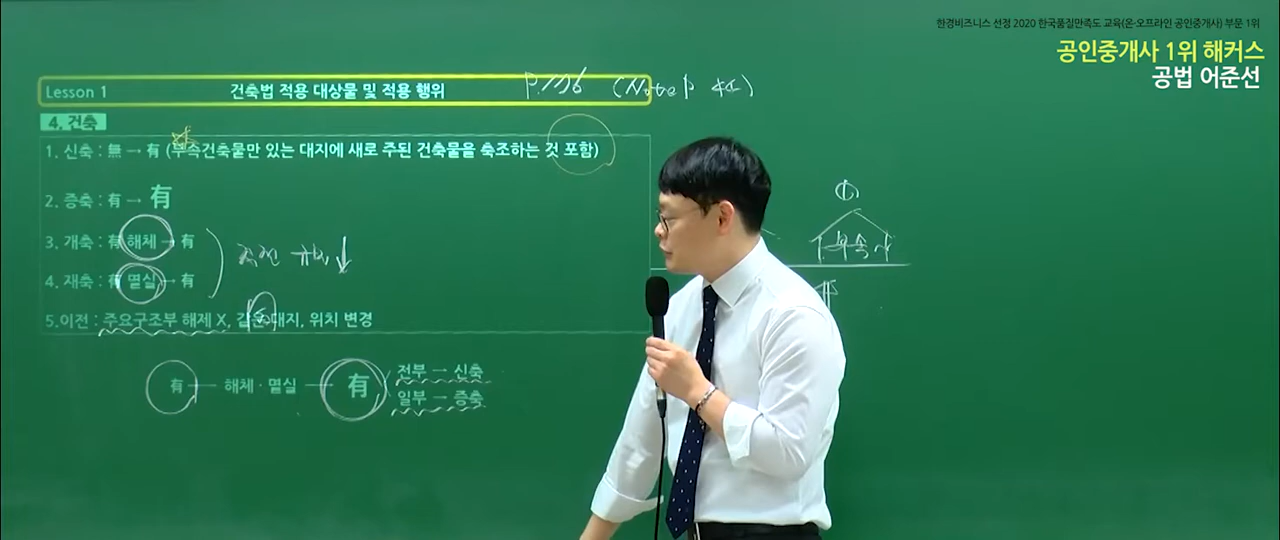 한경비즈니스 선정 2020 한국품질만족도 교육(온·오프라인 공인중개사) 부문 1위
공인중개사 1위 해커스
공법 어준선
Lesson 1 건축법 적용 대상물 및 적용 행위
4. 건축
1. 신축 : 無 → 有 (부속건축물만 있는 대지에 새로 주된 건축물을 축조하는 것 포함)
2. 증축 : 有 → 有
3. 개축 : 有 해체 → 有
4. 재축 : 有 멸실 → 有
종전 규모 ↓
5.이전 : 주요구조부 해체 X, 같은 대지, 위치 변경
有 ─ 해체 · 멸실 ─ 有
전부 → 신축
일부 → 증축
①
부속